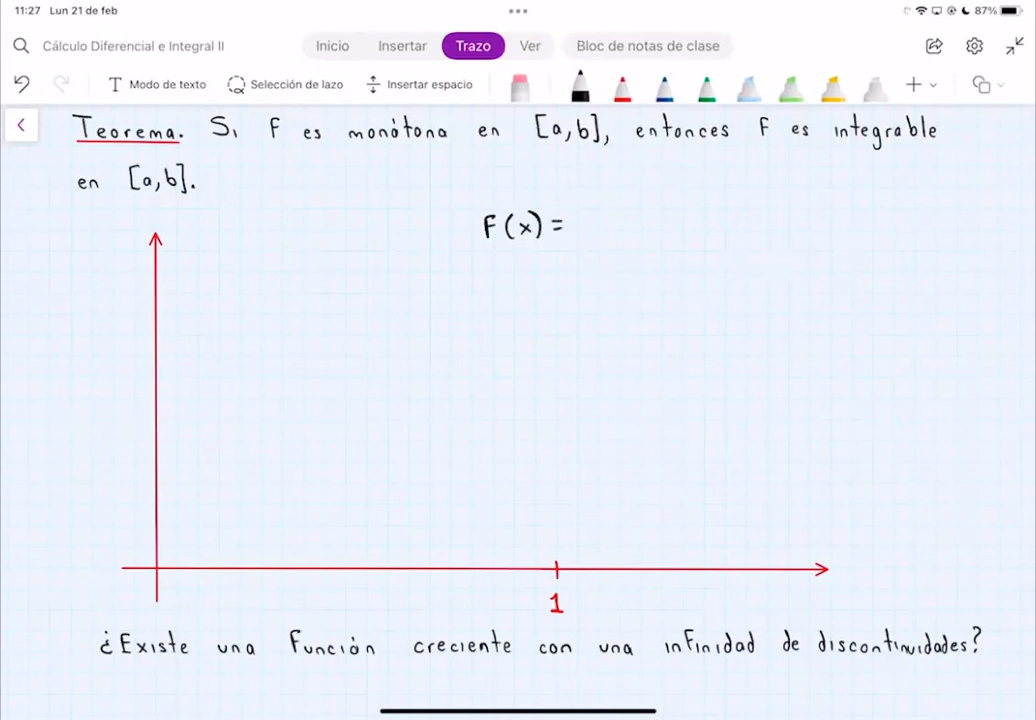 11:27 Lun 21 de feb 87%
Cálculo Diferencial e Integral II Inicio Insertar Trazo Ver Bloc de notas de clase
Modo de texto Selección de lazo Insertar espacio
Teorema. Si f es monótona en [a,b], entonces f es integrable
en [a,b].
f(x) =
1
¿Existe una función creciente con una infinidad de discontinuidades?